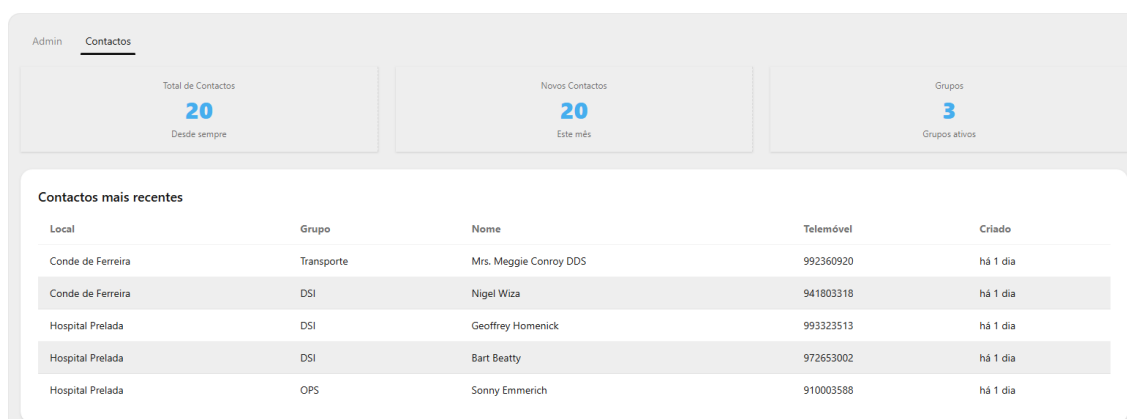 Admin Contactos
Total de Contactos
20
Desde sempre
Novos Contactos
20
Este mês
Grupos
3
Grupos ativos
Contactos mais recentes
Local Grupo Nome Telemóvel Criado
Conde de Ferreira Transporte Mrs. Meggie Conroy DDS 992360920 há 1 dia
Conde de Ferreira DSI Nigel Wiza 941803318 há 1 dia
Hospital Prelada DSI Geoffrey Homenick 993323513 há 1 dia
Hospital Prelada DSI Bart Beatty 972653002 há 1 dia
Hospital Prelada OPS Sonny Emmerich 910003588 há 1 dia